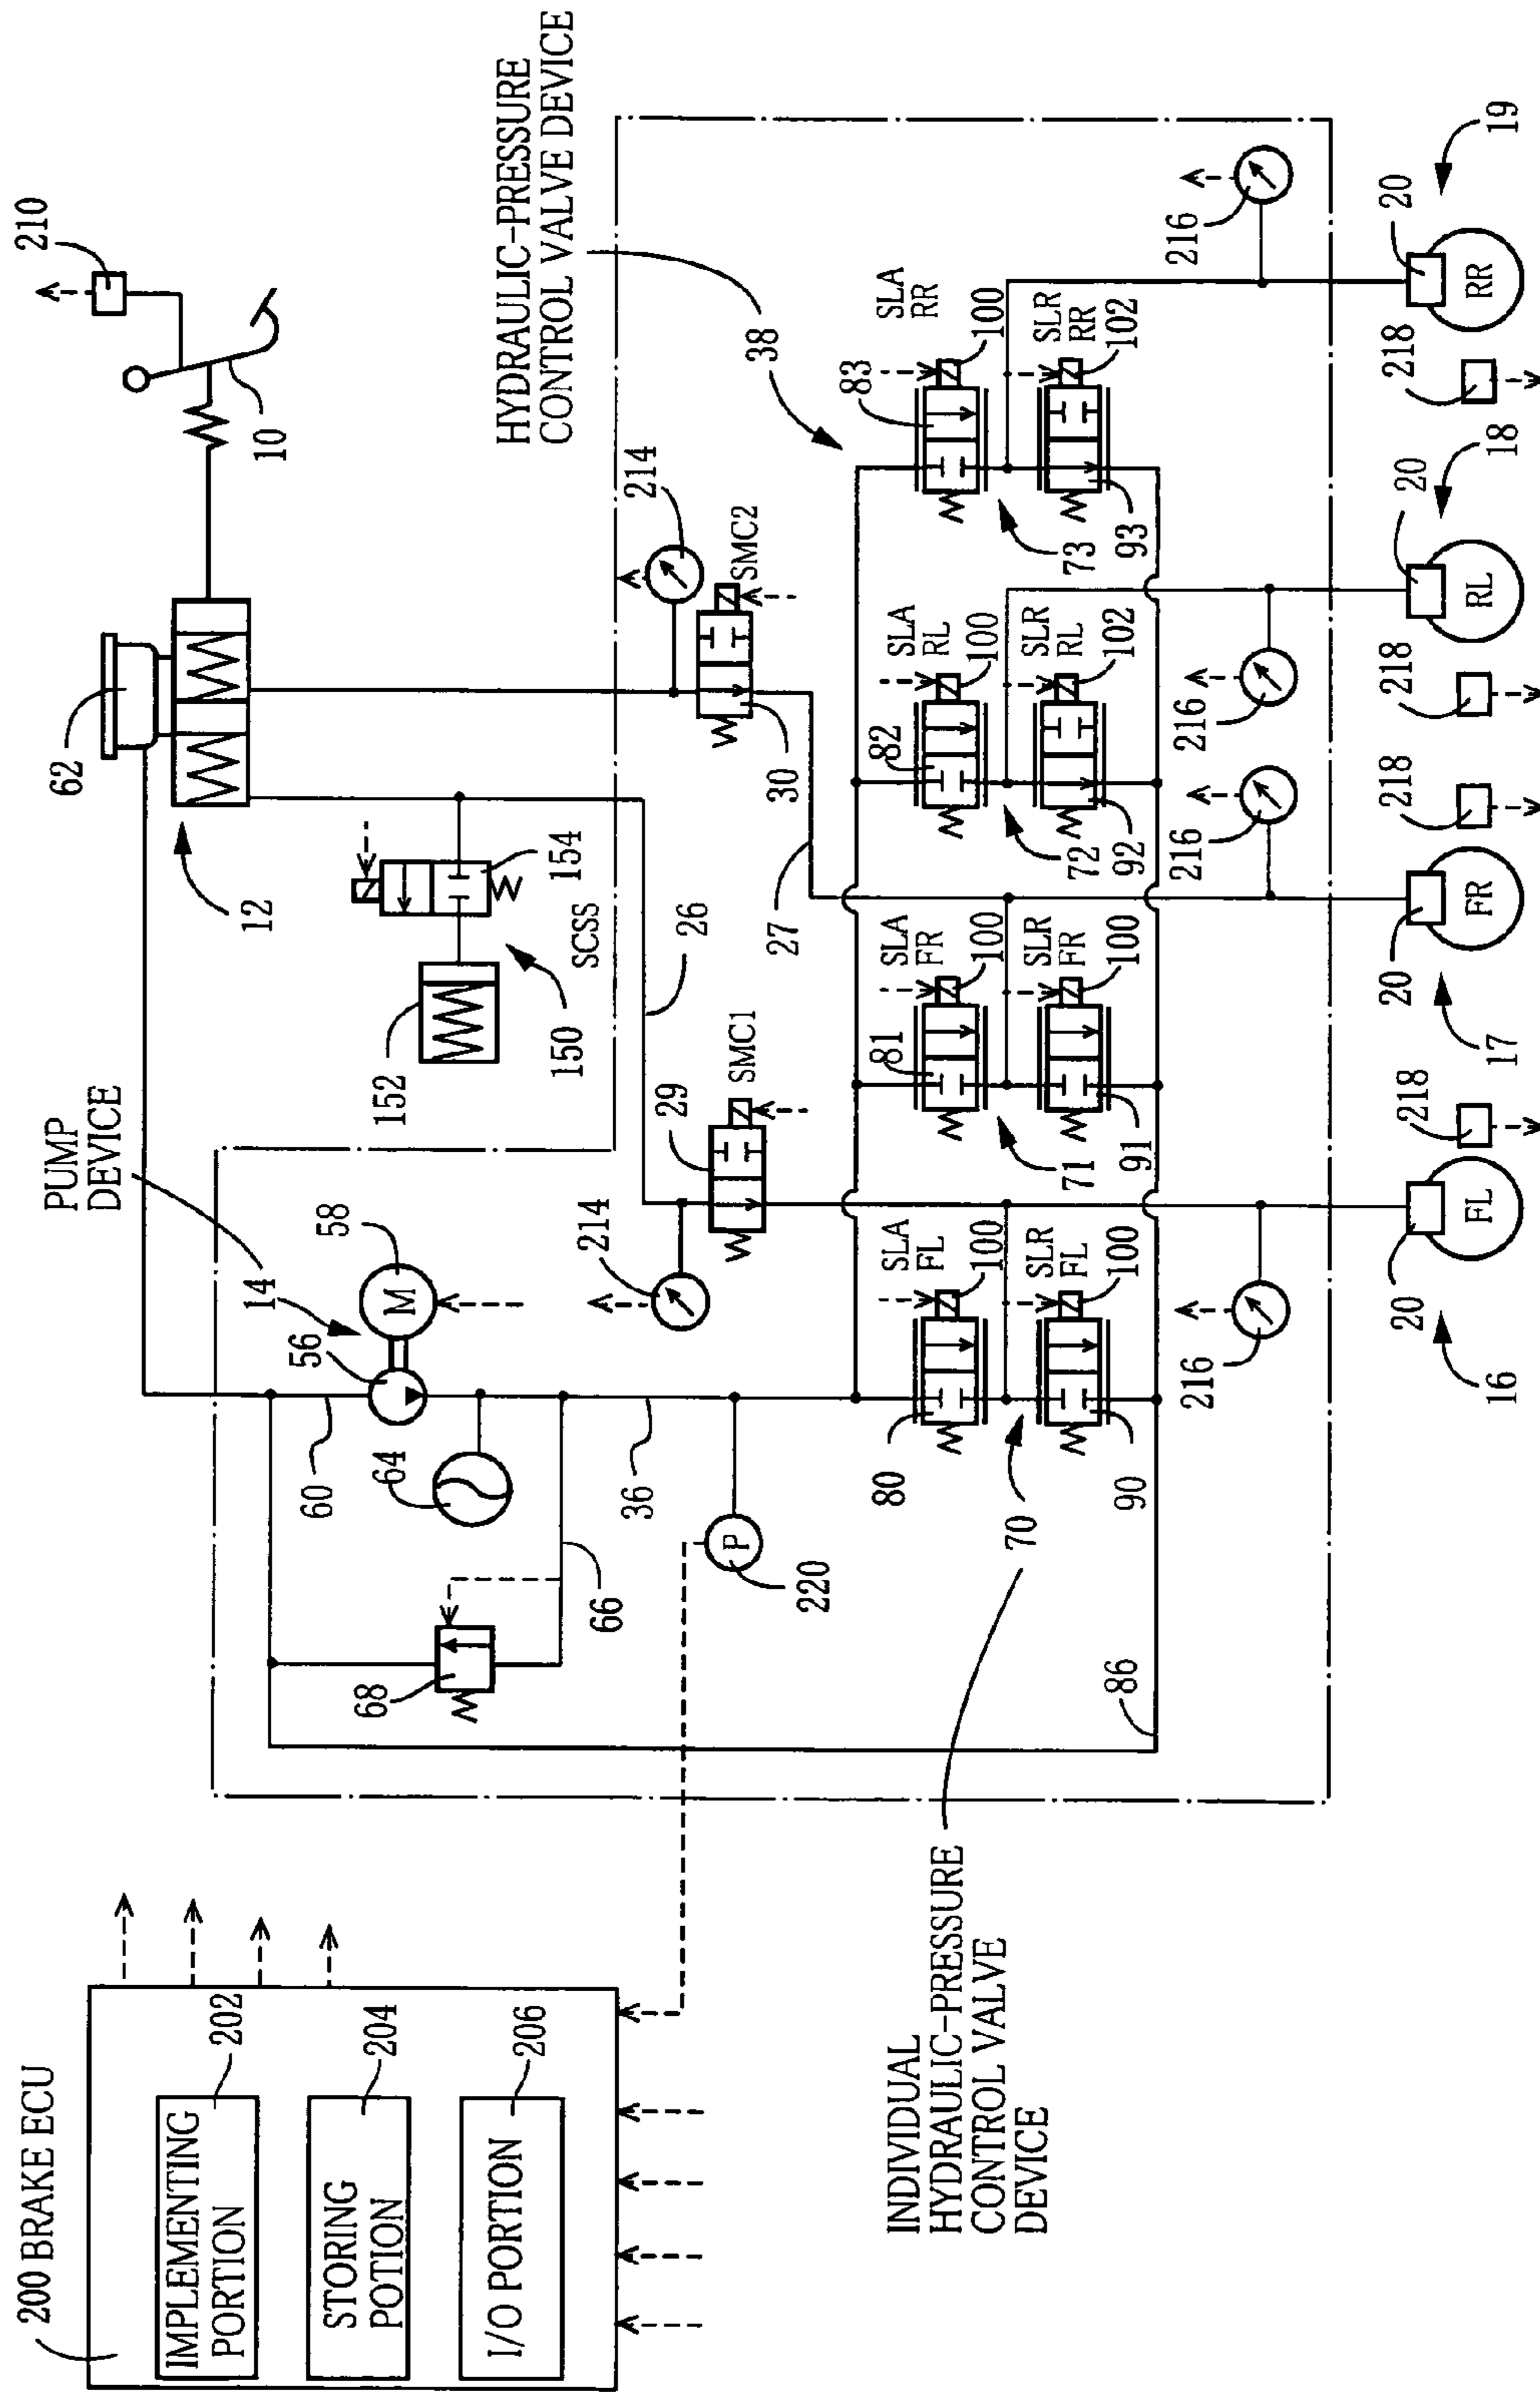 200 BRAKE ECU
IMPLEMENTING
PORTION
202
STORING
POTION
204
I/O PORTION
206
PUMP
DEVICE
14
58
M
56
60
64
36
66
68
P
220
62
12
152
154
150
SCSS
26
210
10
HYDRAULIC-PRESSURE
CONTROL VALVE DEVICE
38
214
29
SMC1
214
SMC2
30
27
SLA
FL
100
80
SLR
FL
100
90
70
SLA
FR
100
81
SLR
FR
100
91
71
SLA
RL
100
82
SLR
RL
102
92
72
SLA
RR
100
83
SLR
RR
102
93
73
86
INDIVIDUAL
HYDRAULIC-PRESSURE
CONTROL VALVE
DEVICE
216
216
216
216
20
FL
16
218
20
FR
17
218
20
RL
18
218
20
RR
19
218